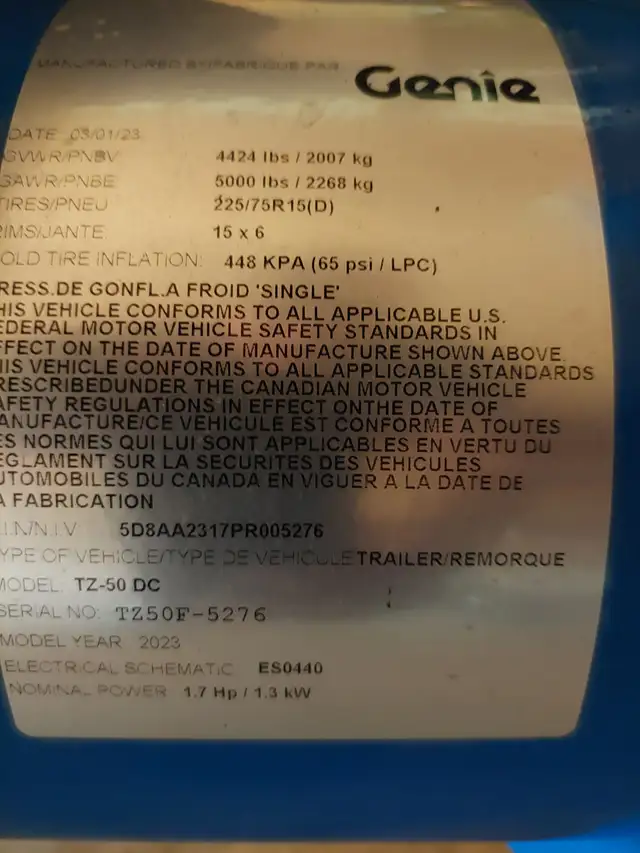 MANUFACTURED BY/FABRIQUE PAR Genie
DATE 03/01/23
GVWR/PNBV 4424 lbs / 2007 kg
GAWR/PNBE 5000 lbs / 2268 kg
TIRES/PNEU 225/75R15(D)
RIMS/JANTE 15 x 6
OLD TIRE INFLATION: 448 KPA (65 psi / LPC)
RESS.DE GONFL.A FROID 'SINGLE'
HIS VEHICLE CONFORMS TO ALL APPLICABLE U.S.
EDERAL MOTOR VEHICLE SAFETY STANDARDS IN
FFECT ON THE DATE OF MANUFACTURE SHOWN ABOVE.
HIS VEHICLE CONFORMS TO ALL APPLICABLE STANDARDS
RESCRIBEDUNDER THE CANADIAN MOTOR VEHICLE
AFETY REGULATIONS IN EFFECT ONTHE DATE OF
ANUFACTURE/CE VEHICULE EST CONFORME A TOUTES
ES NORMES QUI LUI SONT APPLICABLES EN VERTU DU
EGLAMENT SUR LA SECURITES DES VEHICULES
UTOMOBILES DU CANADA EN VIGUER A LA DATE DE
A FABRICATION
.I.N/N.I.V 5D8AA2317PR005276
YPE OF VEHICLE/TYPE DE VEHICULE TRAILER/REMORQUE
MODEL: TZ-50 DC
SERIAL NO: TZ50F-5276
MODEL YEAR 2023
ELECTRICAL SCHEMATIC ES0440
NOMINAL POWER 1.7 Hp / 1.3 kW